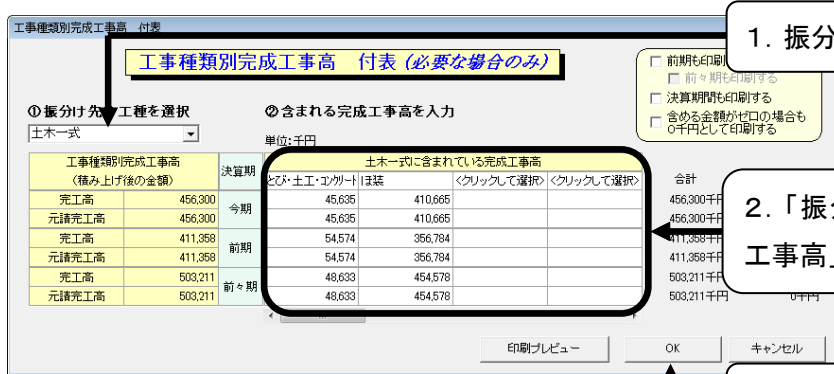 工事種類別完成工事高　付表
1．振分
工事種類別完成工事高　付表 (必要な場合のみ)
前期も印刷
前々期も印刷する
決算期間も印刷する
含める金額がゼロの場合も
0千円として印刷する
①振分け先 工種を選択
②含まれる完成工事高を入力
土木一式
単位:千円
工事種類別完成工事高
（積み上げ後の金額）
決算期
土木一式に含まれている完成工事高
とび・土工・コンクリート ほ装 <クリックして選択> <クリックして選択>
合計
完工高 456,300 今期 45,635 410,665 456,300千円
元請完工高 456,300 45,635 410,665 456,300千円
完工高 411,358 前期 54,574 356,784 411,358千円
元請完工高 411,358 54,574 356,784 411,358千円
完工高 503,211 前々期 48,633 454,578 503,211千円
元請完工高 503,211 48,633 454,578 503,211千円 0千円
2．「振分
工事高」
印刷プレビュー
OK
キャンセル